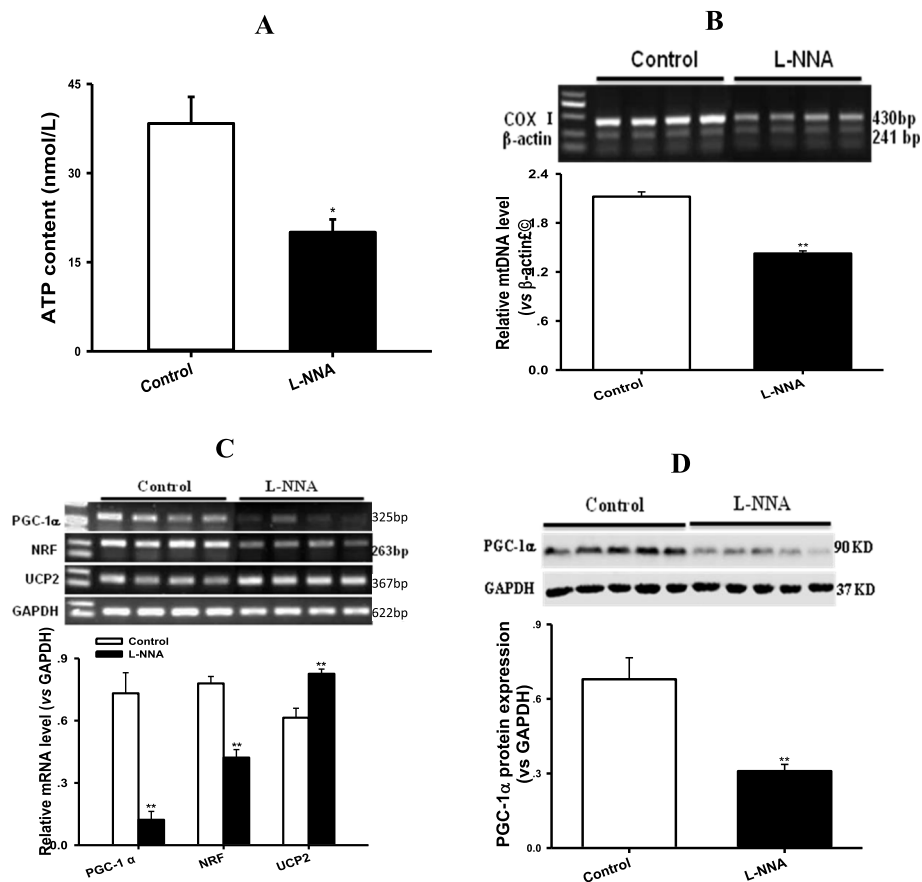 A
45
30
15
0
ATP content (nmol/L)
*
Control
L-NNA
B
Control
L-NNA
COX I
430bp
β-actin
241 bp
2.4
1.8
1.2
.6
0.0
Relative mtDNA level
(vs β-actin£©
**
Control
L-NNA
C
Control
L-NNA
PGC-1α
325bp
NRF
263bp
UCP2
367bp
GAPDH
622bp
Control
L-NNA
.9
.6
.3
0.0
Relative mRNA level (vs GAPDH)
**
**
**
PGC-1 α
NRF
UCP2
D
Control
L-NNA
PGC-1α
90 KD
GAPDH
37 KD
.9
.6
.3
0.0
PGC-1α protein expression
(vs GAPDH)
**
Control
L-NNA